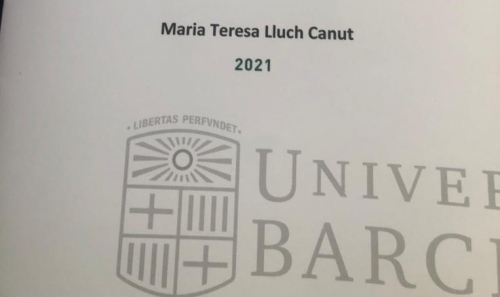 Maria Teresa Lluch Canut
2021
· LIBERTAS PERFVNDET ·
UNIVE
BARC